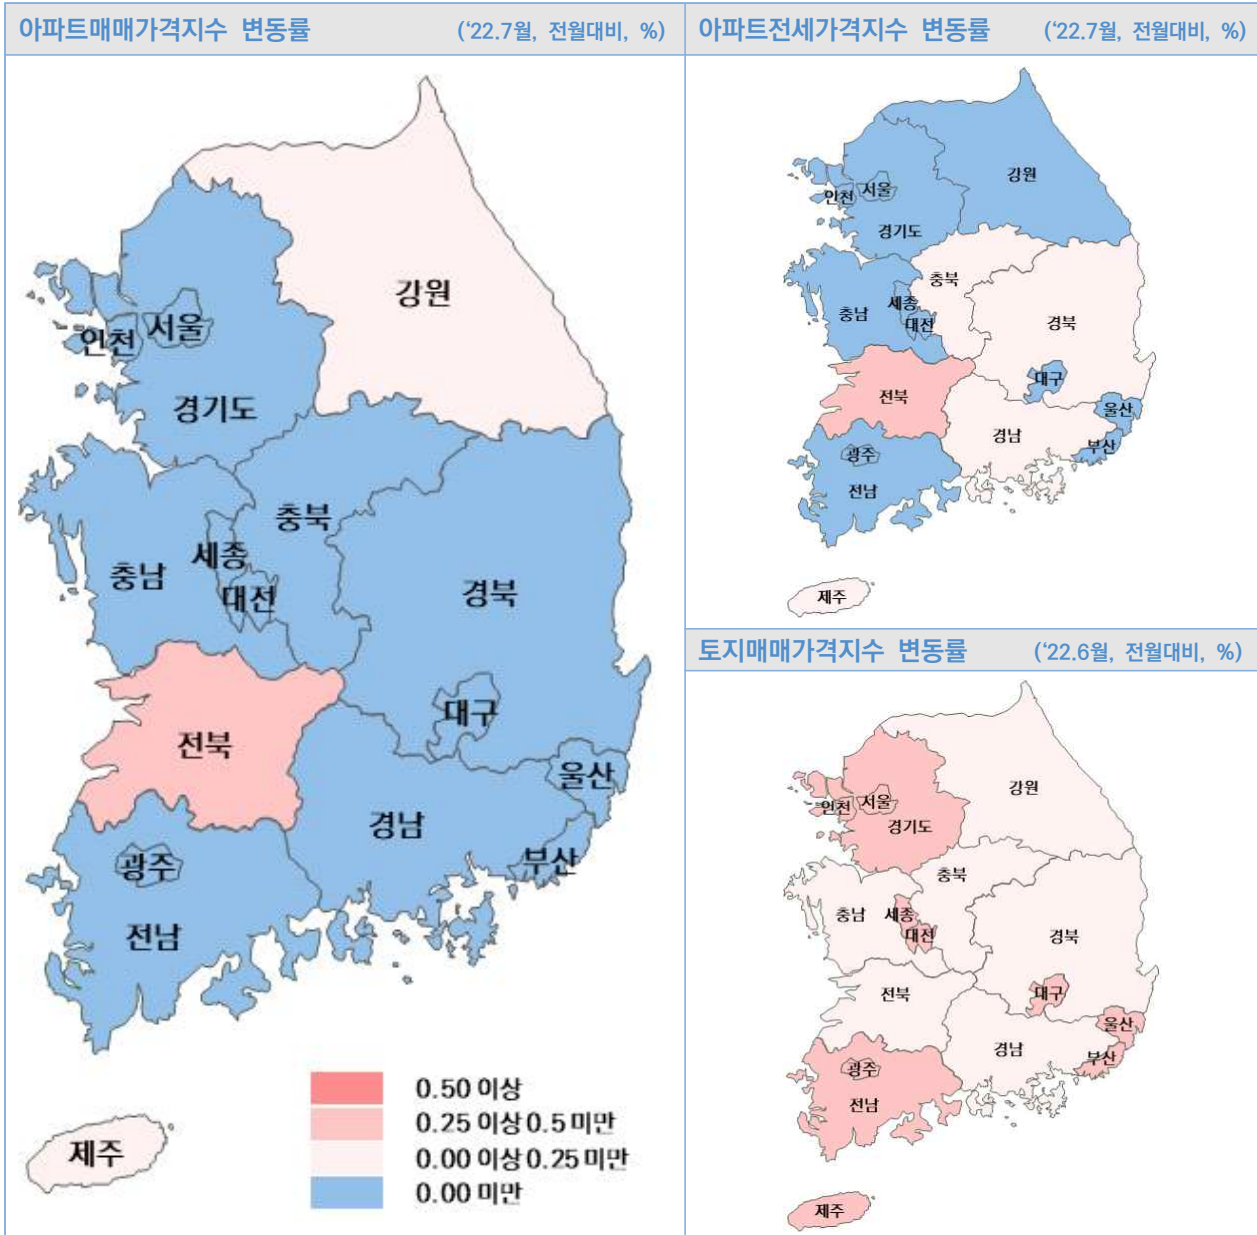 아파트매매가격지수 변동률 (‘22.7월, 전월대비, %)
강원
서울
인천
경기도
충북
세종
충남
대전
경북
대구
전북
울산
경남
부산
광주
전남
제주
0.50 이상
0.25 이상 0.5 미만
0.00 이상 0.25 미만
0.00 미만
아파트전세가격지수 변동률 (‘22.7월, 전월대비, %)
강원
서울
인천
경기도
충북
세종
충남
대전
경북
대구
전북
울산
경남
부산
광주
전남
제주
토지매매가격지수 변동률 (‘22.6월, 전월대비, %)
강원
서울
인천
경기도
충북
세종
충남
대전
경북
대구
전북
울산
경남
부산
광주
전남
제주